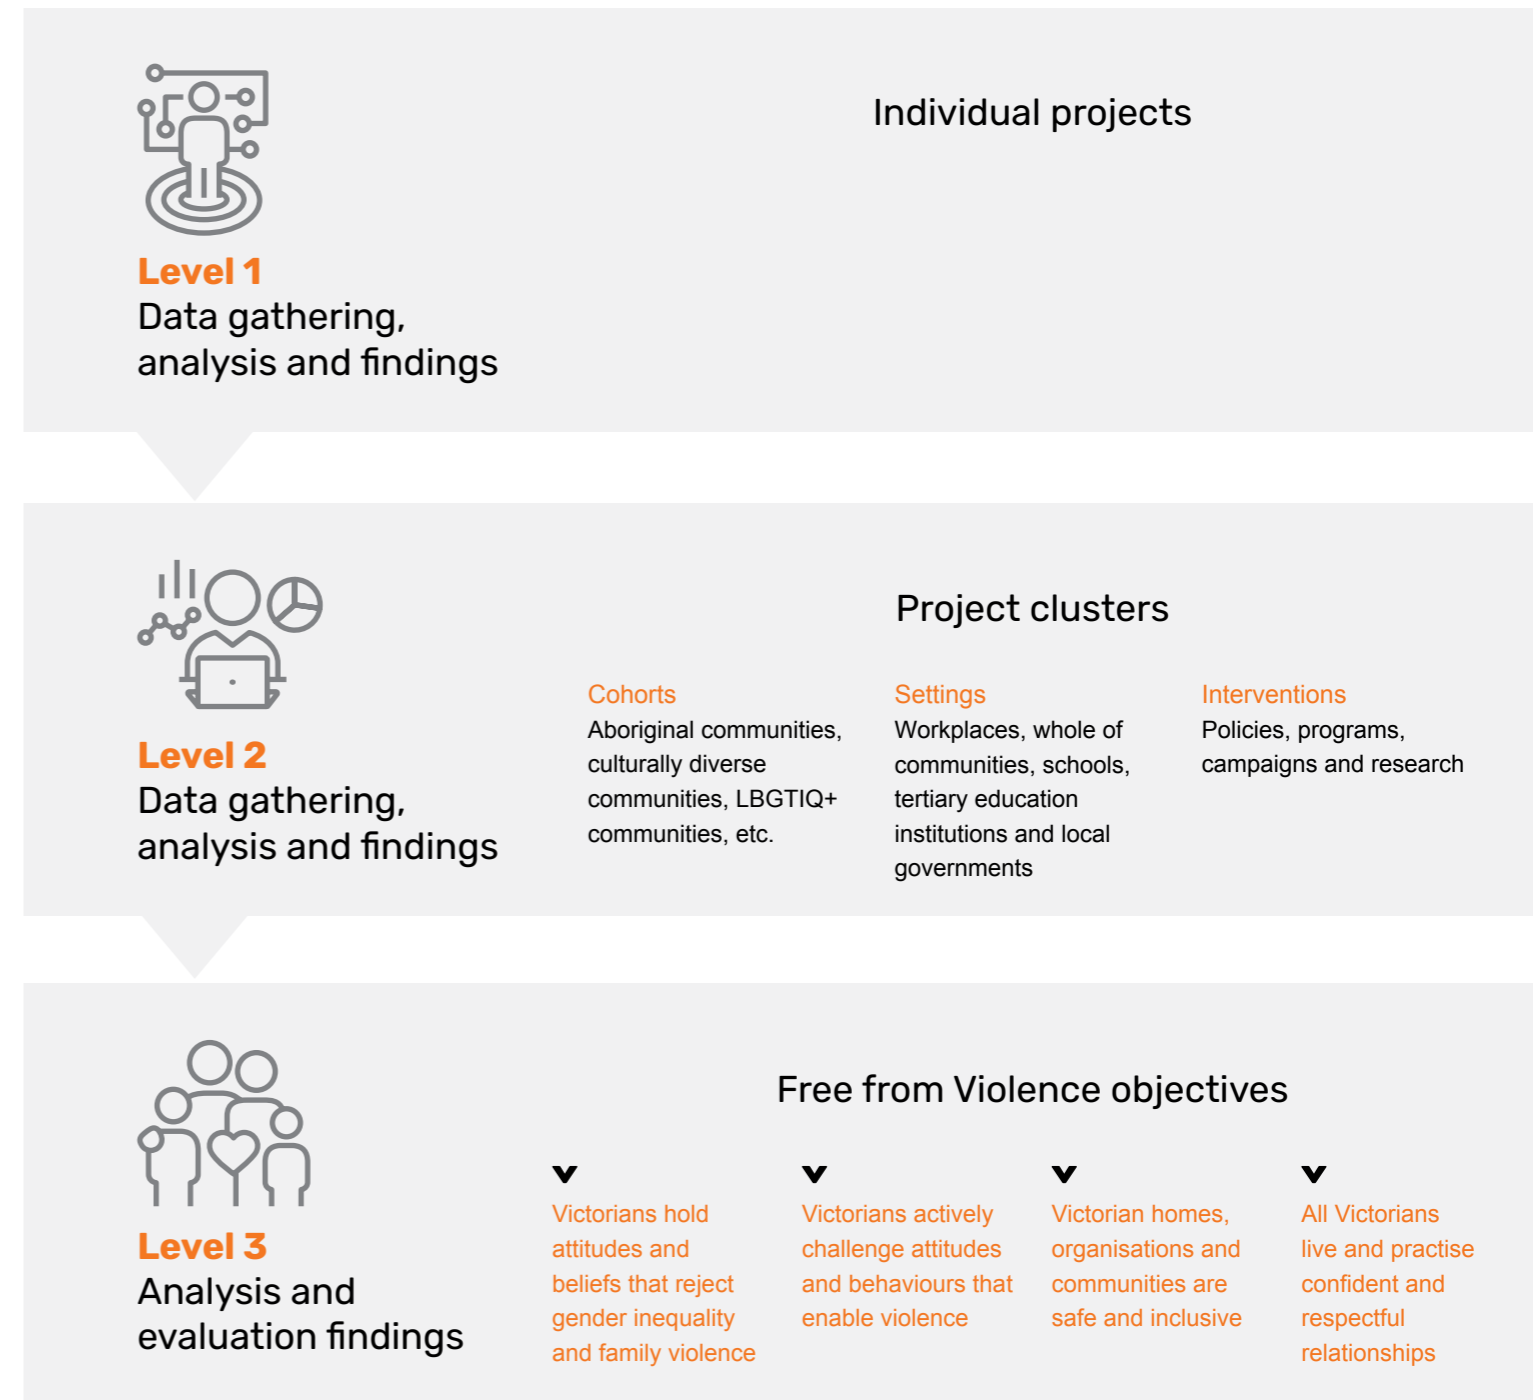 Individual projects
Level 1
Data gathering,
analysis and findings
Project clusters
Level 2
Data gathering,
analysis and findings
Cohorts
Aboriginal communities,
culturally diverse
communities, LBGTIQ+
communities, etc.
Settings
Workplaces, whole of
communities, schools,
tertiary education
institutions and local
governments
Interventions
Policies, programs,
campaigns and research
Free from Violence objectives
Level 3
Analysis and
evaluation findings
Victorians hold
attitudes and
beliefs that reject
gender inequality
and family violence
Victorians actively
challenge attitudes
and behaviours that
enable violence
Victorian homes,
organisations and
communities are
safe and inclusive
All Victorians
live and practise
confident and
respectful
relationships